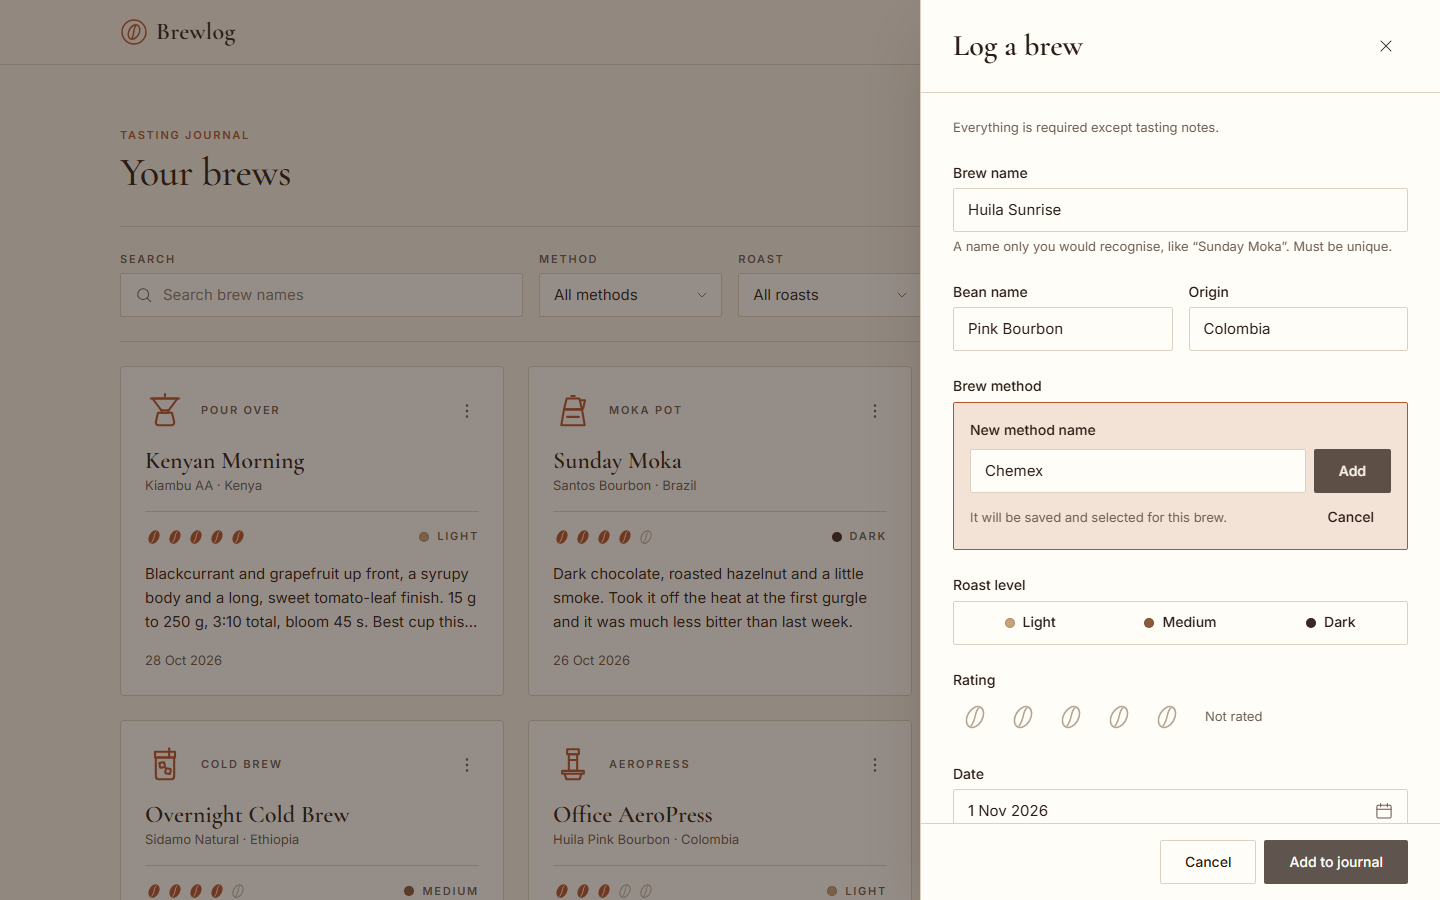 Brewlog
TASTING JOURNAL
Your brews
SEARCH
METHOD
ROAST
Search brew names
All methods
All roasts
POUR OVER
Kenyan Morning
Kiambu AA · Kenya
LIGHT
Blackcurrant and grapefruit up front, a syrupy
body and a long, sweet tomato-leaf finish. 15 g
to 250 g, 3:10 total, bloom 45 s. Best cup this...
28 Oct 2026
MOKA POT
Sunday Moka
Santos Bourbon · Brazil
DARK
Dark chocolate, roasted hazelnut and a little
smoke. Took it off the heat at the first gurgle
and it was much less bitter than last week.
26 Oct 2026
COLD BREW
Overnight Cold Brew
Sidamo Natural · Ethiopia
MEDIUM
AEROPRESS
Office AeroPress
Huila Pink Bourbon · Colombia
LIGHT
Log a brew
Everything is required except tasting notes.
Brew name
Huila Sunrise
A name only you would recognise, like “Sunday Moka”. Must be unique.
Bean name
Origin
Pink Bourbon
Colombia
Brew method
New method name
Chemex
Add
It will be saved and selected for this brew.
Cancel
Roast level
Light
Medium
Dark
Rating
Not rated
Date
1 Nov 2026
Cancel
Add to journal